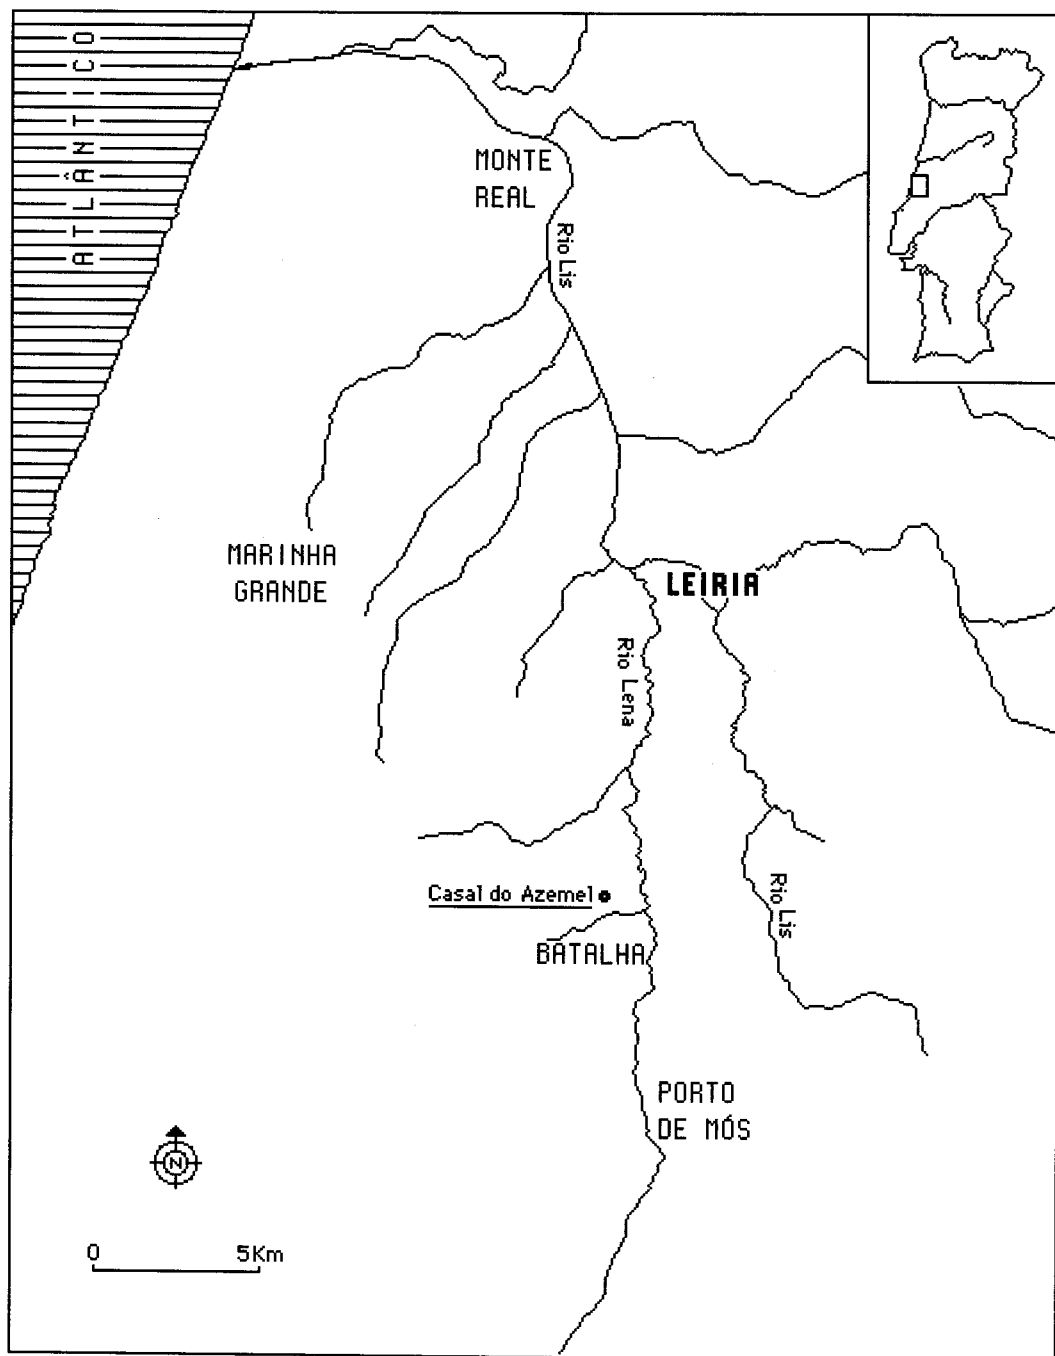 ATLÂNTICO
MONTE
REAL
Rio Lis
MARINHA
GRANDE
LEIRIA
Rio Lena
Casal do Azemel
Rio Lis
BATALHA
PORTO
DE MÓS
N
0 5Km